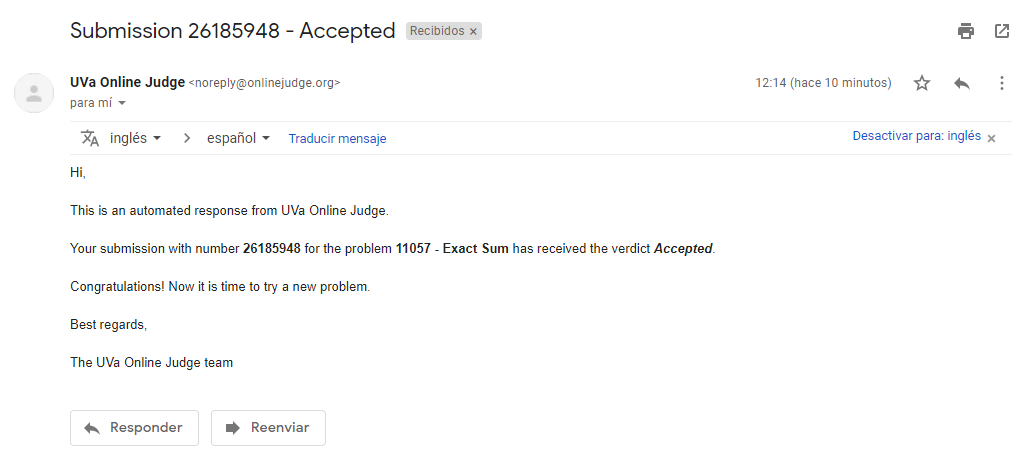 Submission 26185948 - Accepted Recibidos ×
UVa Online Judge <noreply@onlinejudge.org> 12:14 (hace 10 minutos)
para mí
inglés > español Traducir mensaje Desactivar para: inglés ×
Hi,
This is an automated response from UVa Online Judge.
Your submission with number 26185948 for the problem 11057 - Exact Sum has received the verdict Accepted.
Congratulations! Now it is time to try a new problem.
Best regards,
The UVa Online Judge team
Responder Reenviar